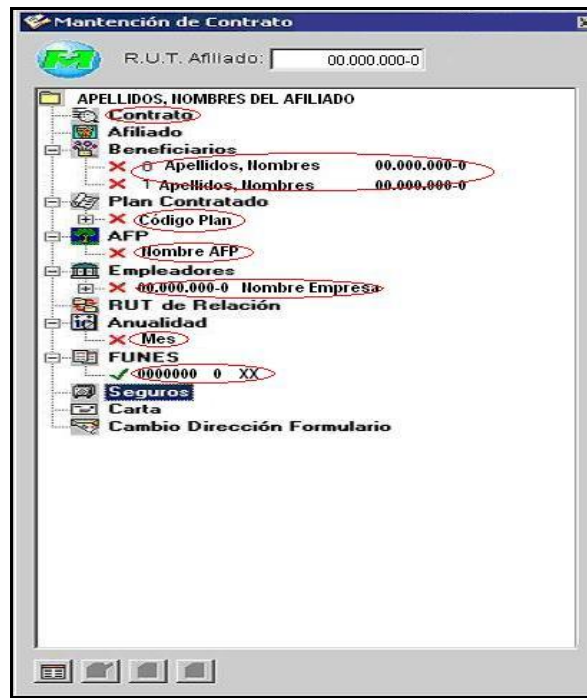 Mantención de Contrato
R.U.T. Afiliado: 00.000.000-0
APELLIDOS, NOMBRES DEL AFILIADO
Contrato
Afiliado
Beneficiarios
0 Apellidos, Nombres 00.000.000-0
1 Apellidos, Nombres 00.000.000-0
Plan Contratado
Código Plan
AFP
Nombre AFP
Empleadores
00.000.000-0 Nombre Empresa
RUT de Relación
Anualidad
Mes
FUNES
0000000 0 XX
Seguros
Carta
Cambio Dirección Formulario